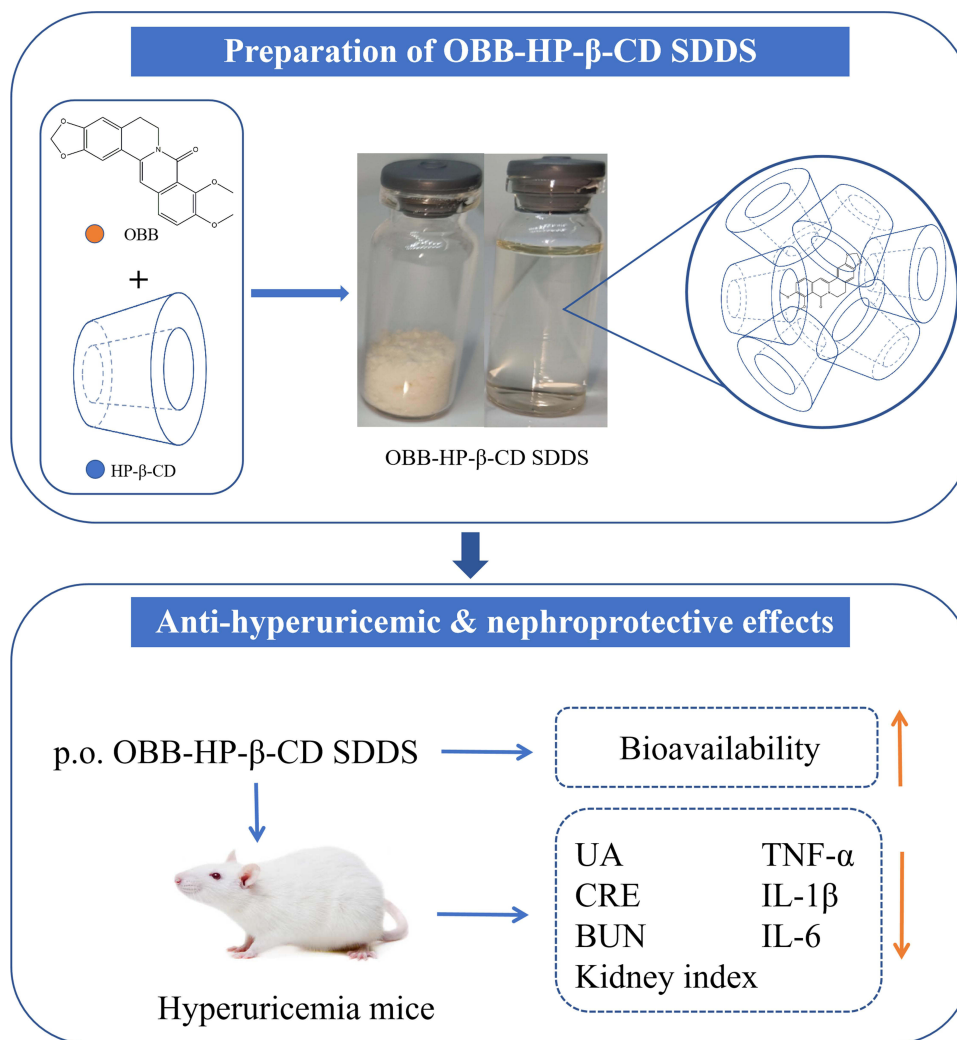 Preparation of OBB-HP-β-CD SDDS
O
O
N
O
O
O
OBB
+
HP-β-CD
OBB-HP-β-CD SDDS
Anti-hyperuricemic & nephroprotective effects
p.o. OBB-HP-β-CD SDDS
Bioavailability
UA TNF-α
CRE IL-1β
BUN IL-6
Kidney index
Hyperuricemia mice